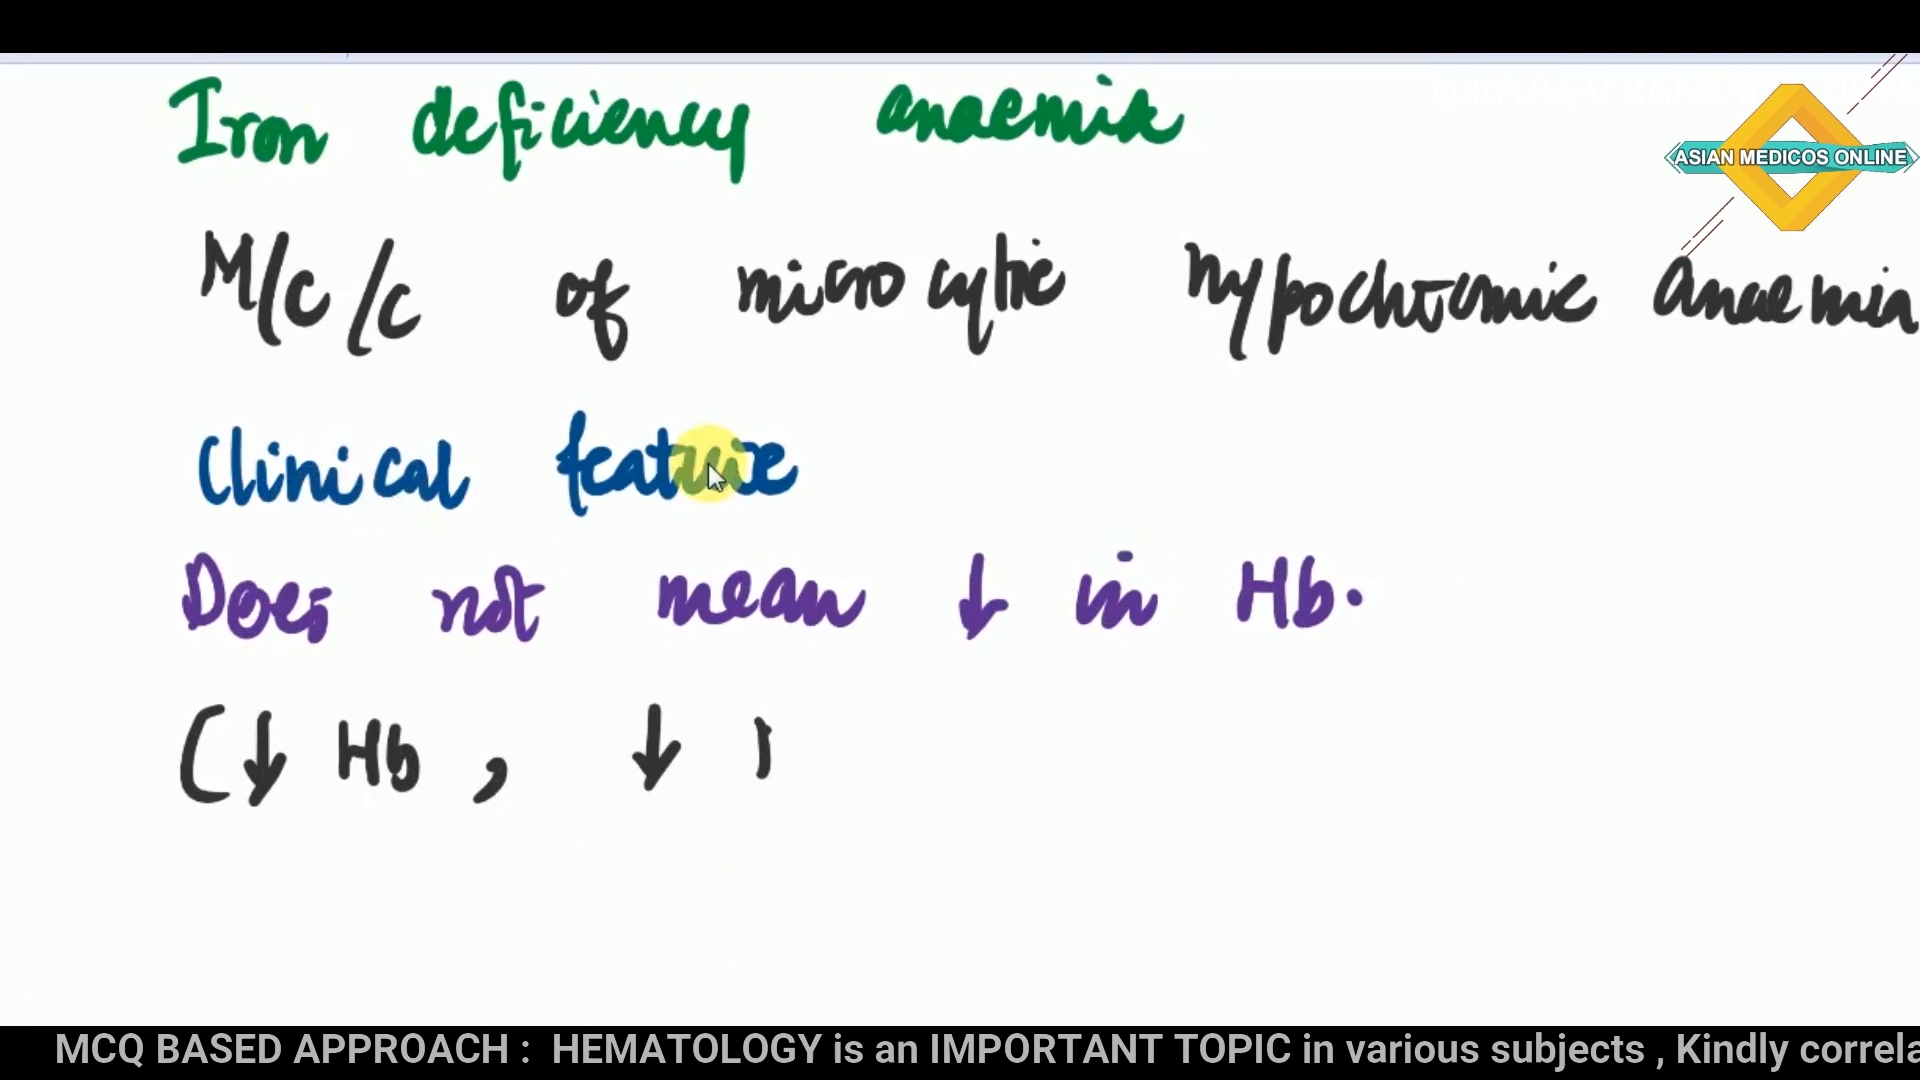 Iron deficiency anaemia
ASIAN MEDICOS ONLINE
M/C/C of microcytic hypochromic anaemia
Clinical feature
Does not mean ↓ in Hb.
(↓ Hb , ↓
MCQ BASED APPROACH : HEMATOLOGY is an IMPORTANT TOPIC in various subjects , Kindly correla